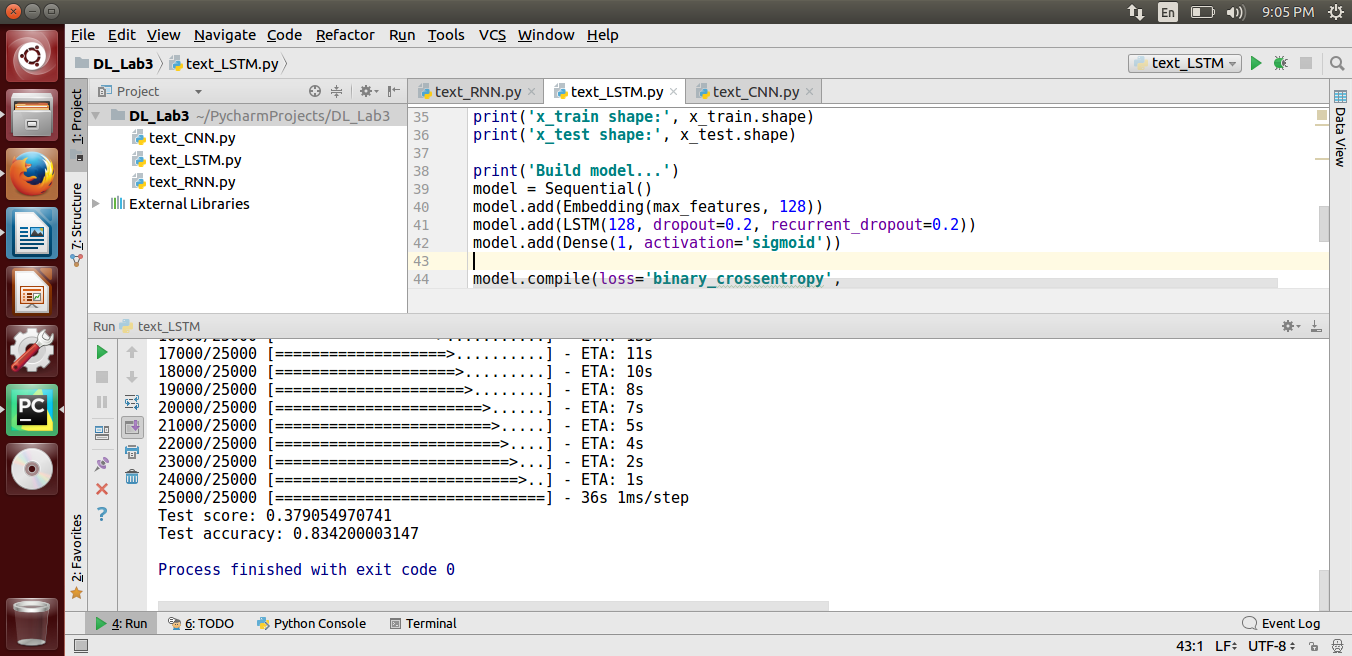 En 9:05 PM
File Edit View Navigate Code Refactor Run Tools VCS Window Help
DL_Lab3 text_LSTM.py text_LSTM
1: Project
7: Structure
2: Favorites
Project
DL_Lab3 ~/PycharmProjects/DL_Lab3
text_CNN.py
text_LSTM.py
text_RNN.py
External Libraries
text_RNN.py text_LSTM.py text_CNN.py
35 print('x_train shape:', x_train.shape)
36 print('x_test shape:', x_test.shape)
37
38 print('Build model...')
39 model = Sequential()
40 model.add(Embedding(max_features, 128))
41 model.add(LSTM(128, dropout=0.2, recurrent_dropout=0.2))
42 model.add(Dense(1, activation='sigmoid'))
43
44 model.compile(loss='binary_crossentropy',
Data View
PC
Run text_LSTM
17000/25000 [===================>..........] - ETA: 11s
18000/25000 [====================>.........] - ETA: 10s
19000/25000 [=====================>........] - ETA: 8s
20000/25000 [=======================>......] - ETA: 7s
21000/25000 [========================>.....] - ETA: 5s
22000/25000 [=========================>....] - ETA: 4s
23000/25000 [==========================>...] - ETA: 2s
24000/25000 [===========================>..] - ETA: 1s
25000/25000 [==============================] - 36s 1ms/step
Test score: 0.379054970741
Test accuracy: 0.834200003147
Process finished with exit code 0
4: Run 6: TODO Python Console Terminal Event Log
43:1 LF UTF-8